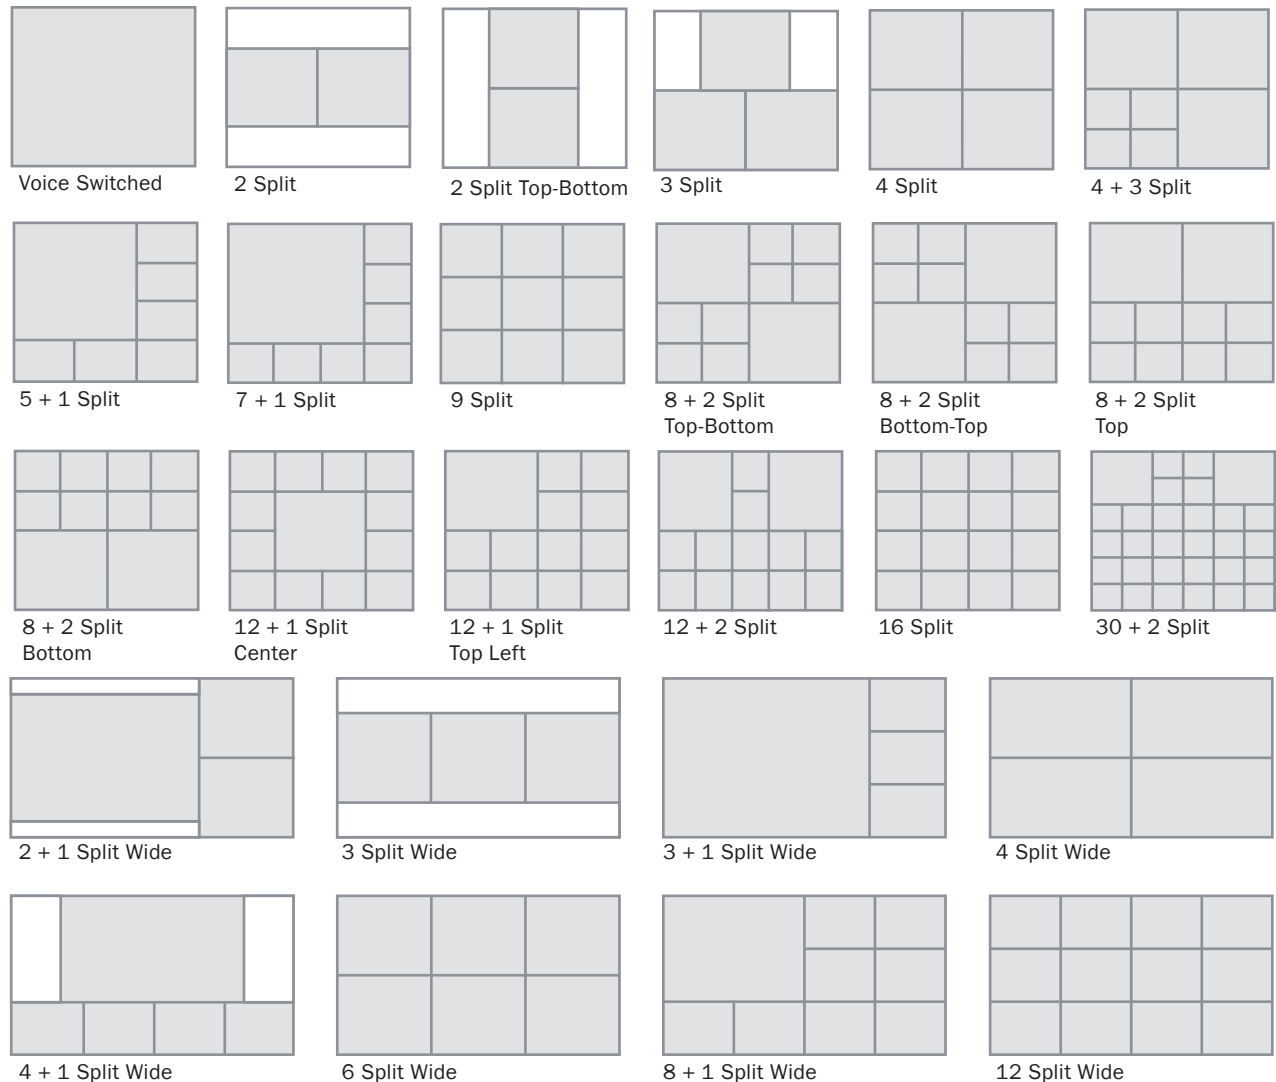 Voice Switched
2 Split
2 Split Top-Bottom
3 Split
4 Split
4 + 3 Split
5 + 1 Split
7 + 1 Split
9 Split
8 + 2 Split
Top-Bottom
8 + 2 Split
Bottom-Top
8 + 2 Split
Top
8 + 2 Split
Bottom
12 + 1 Split
Center
12 + 1 Split
Top Left
12 + 2 Split
16 Split
30 + 2 Split
2 + 1 Split Wide
3 Split Wide
3 + 1 Split Wide
4 Split Wide
4 + 1 Split Wide
6 Split Wide
8 + 1 Split Wide
12 Split Wide